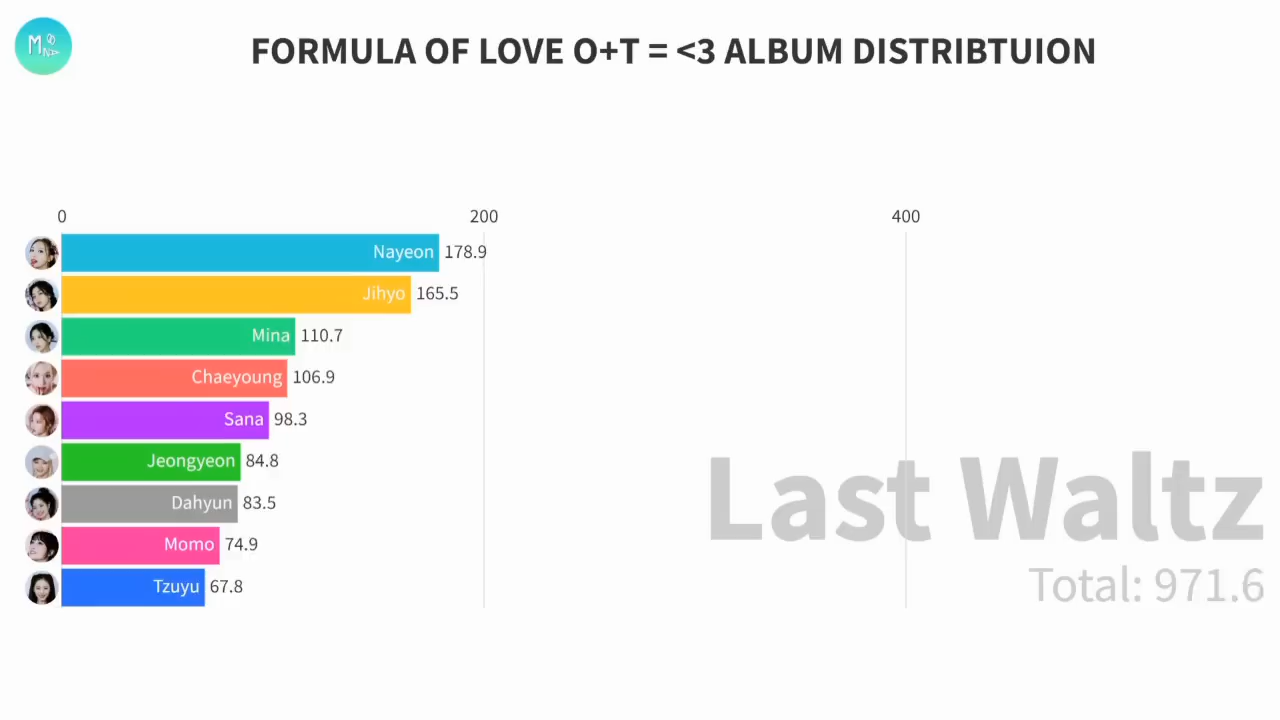 MONA
FORMULA OF LOVE O+T = <3 ALBUM DISTRIBTUION
0 200 400
Nayeon 178.9
Jihyo 165.5
Mina 110.7
Chaeyoung 106.9
Sana 98.3
Jeongyeon 84.8
Dahyun 83.5
Momo 74.9
Tzuyu 67.8
Last Waltz
Total: 971.6